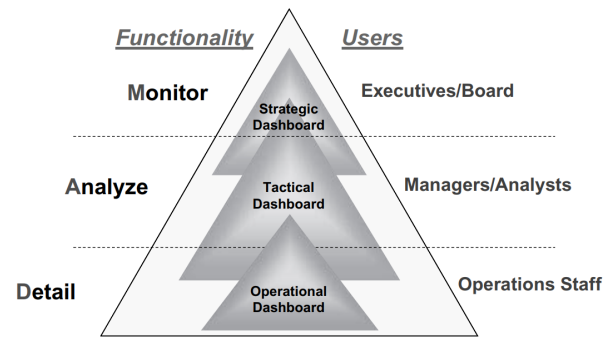 Functionality
Users
Monitor
Executives/Board
Strategic
Dashboard
Analyze
Managers/Analysts
Tactical
Dashboard
Detail
Operations Staff
Operational
Dashboard